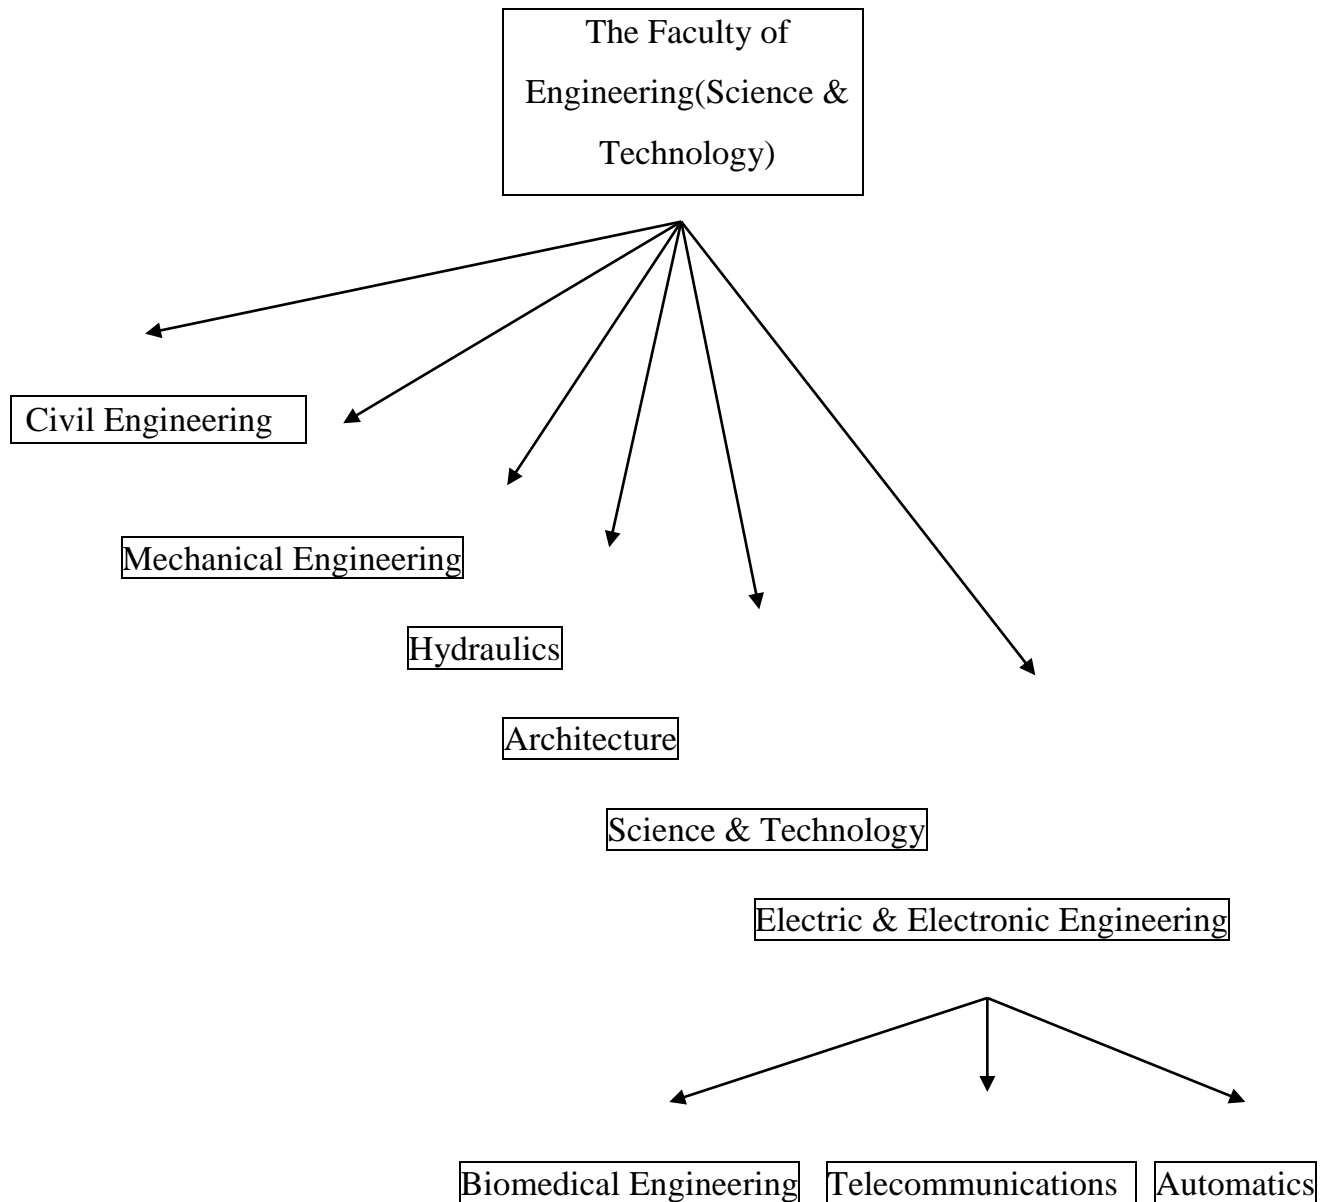 The Faculty of
Engineering(Science &
Technology)
Civil Engineering
Mechanical Engineering
Hydraulics
Architecture
Science & Technology
Electric & Electronic Engineering
Biomedical Engineering Telecommunications Automatics